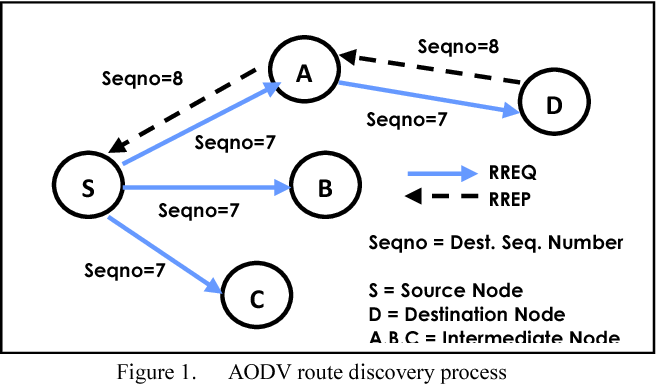 Seqno=8
Seqno=8
A
D
Seqno=7
Seqno=7
S
B
Seqno=7
Seqno=7
C
RREQ
RREP
Seqno = Dest. Seq. Number
S = Source Node
D = Destination Node
A,B,C = Intermediate Node
Figure 1. AODV route discovery process